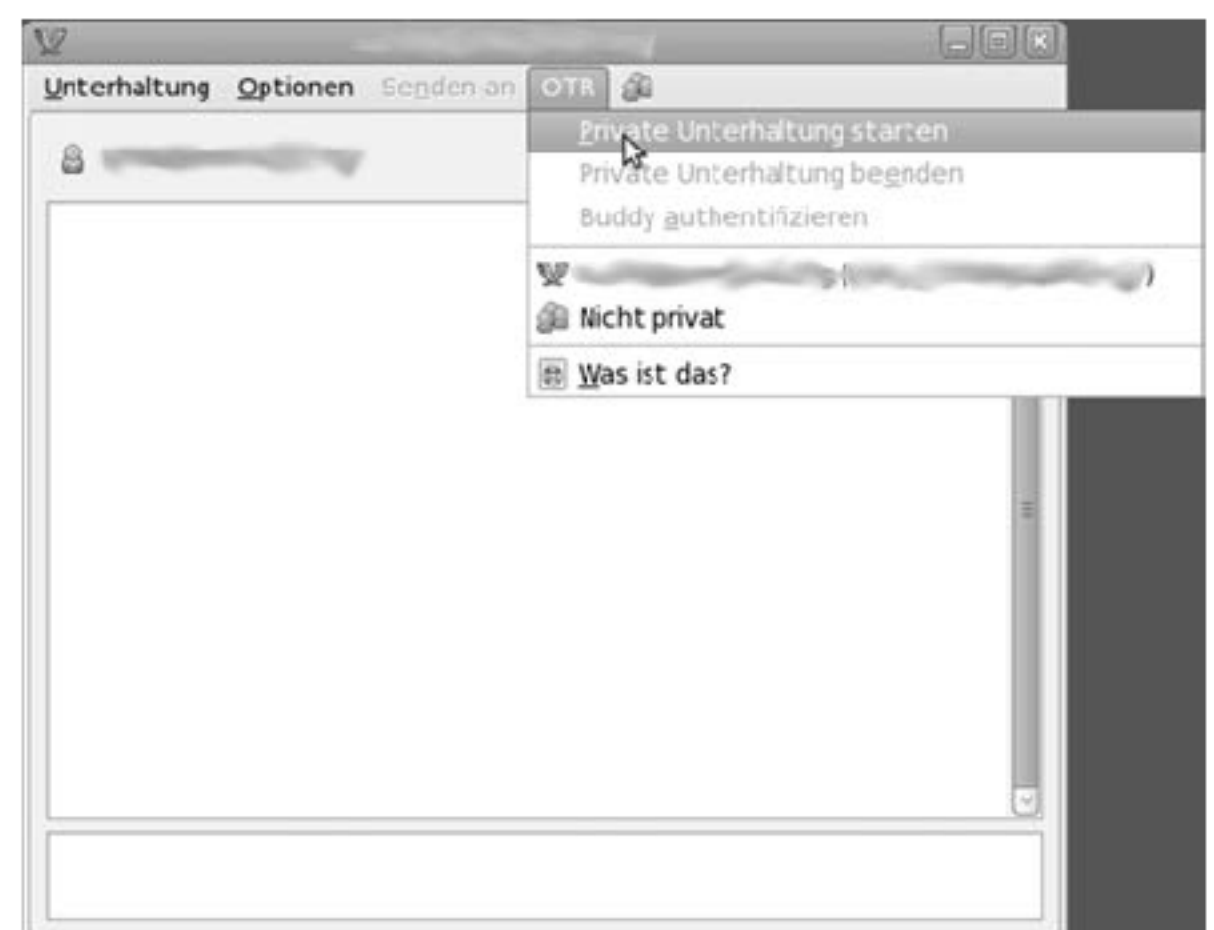 Unterhaltung Optionen Senden an OTR
Private Unterhaltung starten
Private Unterhaltung beenden
Buddy authentifizieren
Nicht privat
Was ist das?